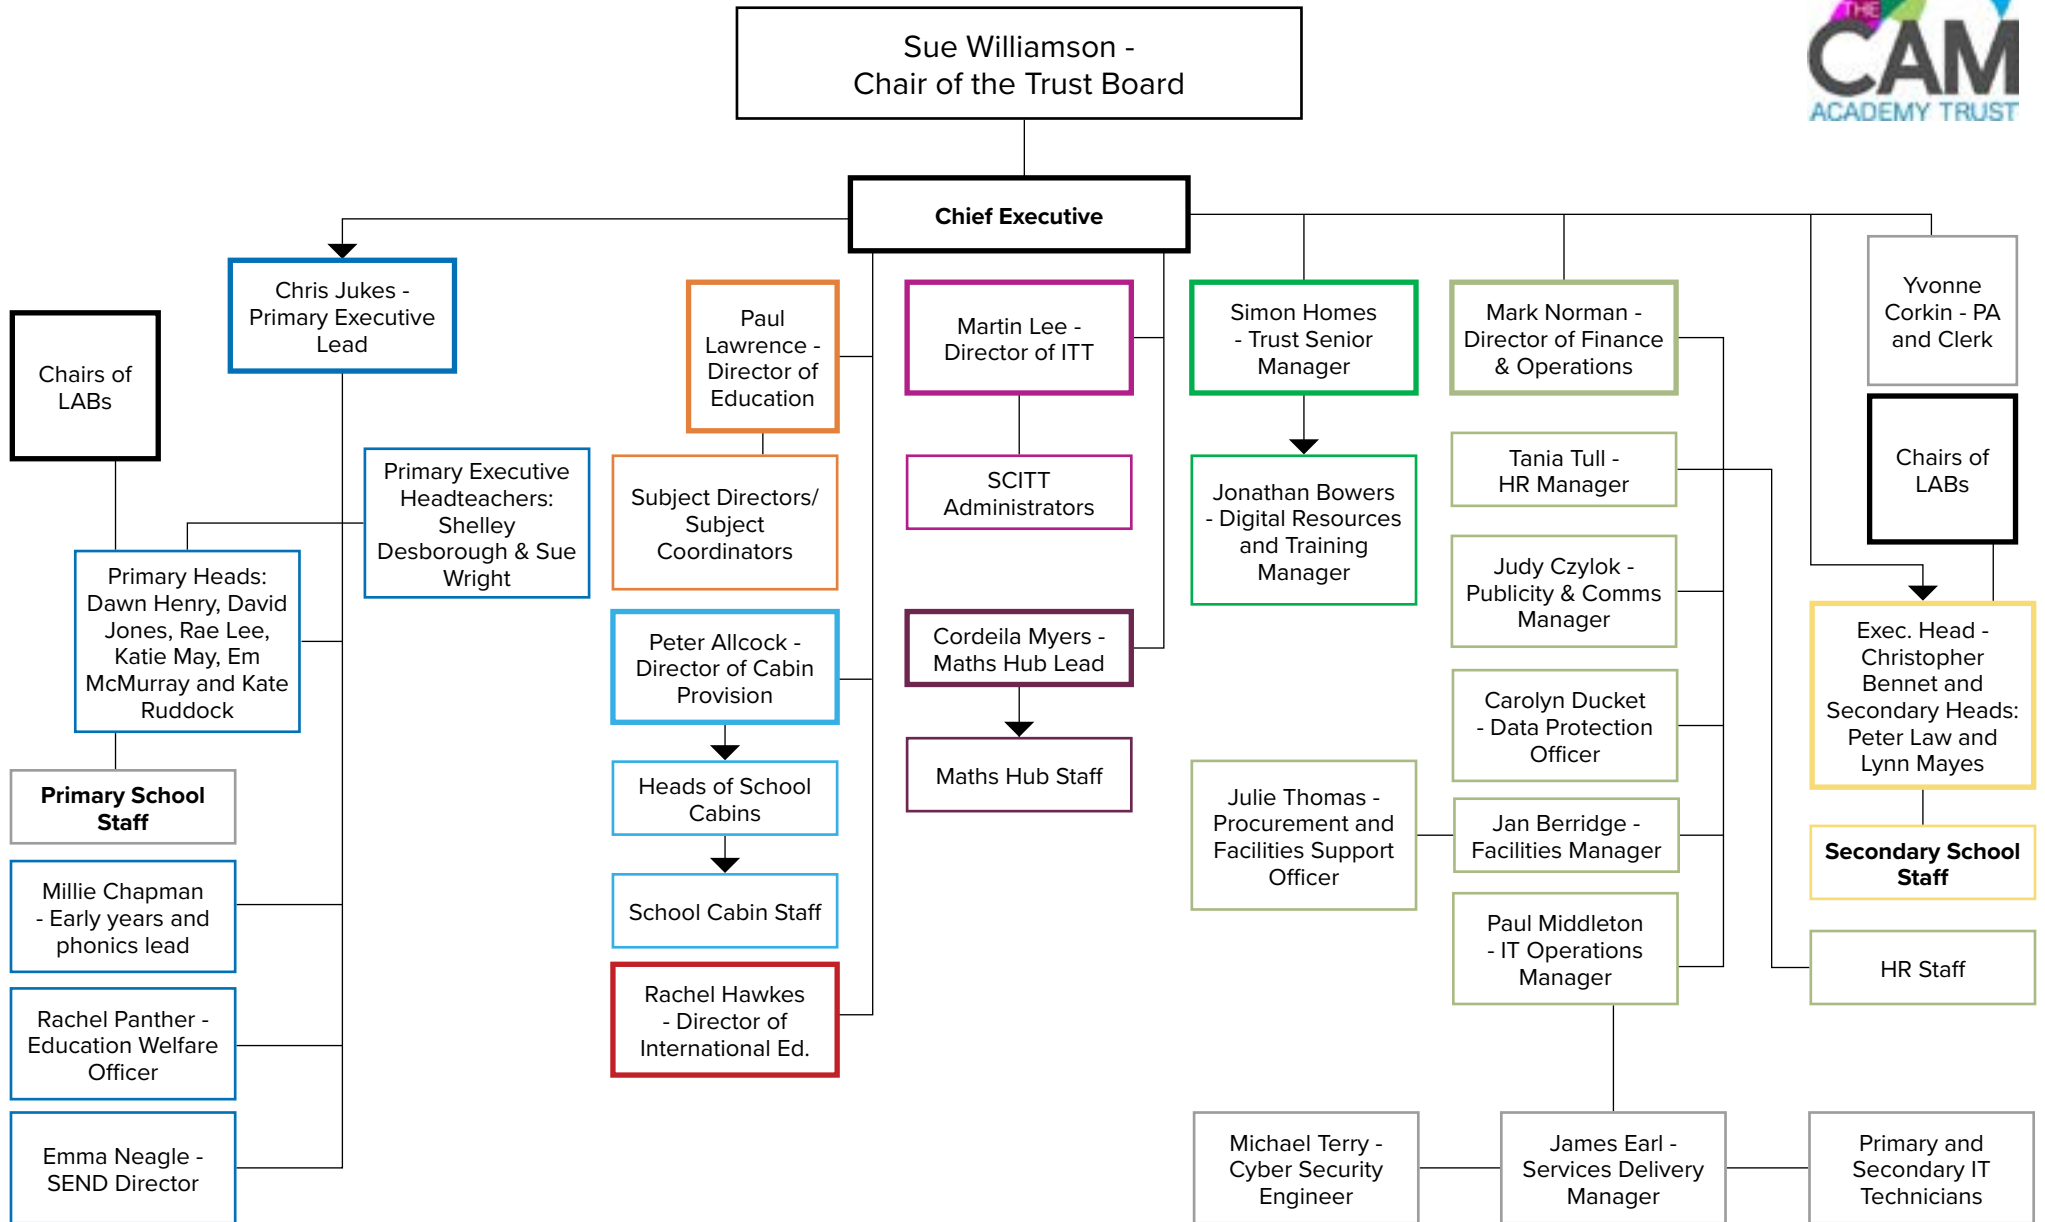 Sue Williamson -
Chair of the Trust Board
THE
CAM
ACADEMY TRUST
Chief Executive
Chris Jukes -
Primary Executive
Lead
Chairs of
LABs
Primary Executive
Headteachers:
Shelley
Desborough & Sue
Wright
Primary Heads:
Dawn Henry, David
Jones, Rae Lee,
Katie May, Em
McMurray and Kate
Ruddock
Primary School
Staff
Millie Chapman
- Early years and
phonics lead
Rachel Panther -
Education Welfare
Officer
Emma Neagle -
SEND Director
Paul
Lawrence -
Director of
Education
Subject Directors/
Subject
Coordinators
Peter Allcock -
Director of Cabin
Provision
Heads of School
Cabins
School Cabin Staff
Rachel Hawkes
- Director of
International Ed.
Martin Lee -
Director of ITT
SCITT
Administrators
Cordeila Myers -
Maths Hub Lead
Maths Hub Staff
Simon Homes
- Trust Senior
Manager
Jonathan Bowers
- Digital Resources
and Training
Manager
Mark Norman -
Director of Finance
& Operations
Tania Tull -
HR Manager
Judy Czylok -
Publicity & Comms
Manager
Carolyn Ducket
- Data Protection
Officer
Julie Thomas -
Procurement and
Facilities Support
Officer
Jan Berridge -
Facilities Manager
Paul Middleton
- IT Operations
Manager
Yvonne
Corkin - PA
and Clerk
Chairs of
LABs
Exec. Head -
Christopher
Bennet and
Secondary Heads:
Peter Law and
Lynn Mayes
Secondary School
Staff
HR Staff
Michael Terry -
Cyber Security
Engineer
James Earl -
Services Delivery
Manager
Primary and
Secondary IT
Technicians